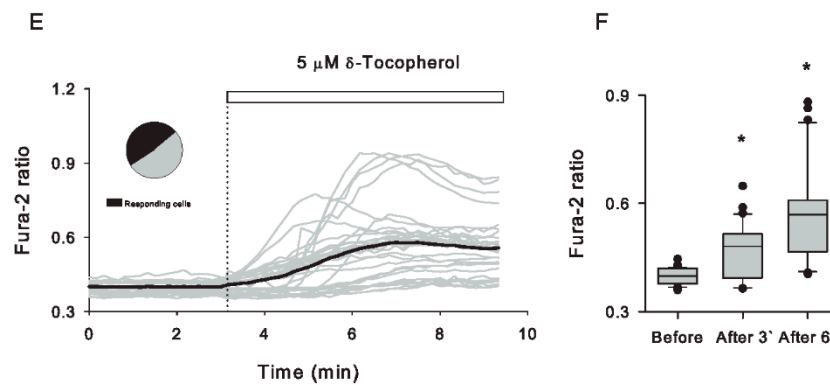 E
5 µM δ-Tocopherol
Fura-2 ratio
1.2
0.9
0.6
0.3
Responding cells
0 2 4 6 8 10
Time (min)
F
*
*
Fura-2 ratio
0.9
0.6
0.3
Before After 3` After 6